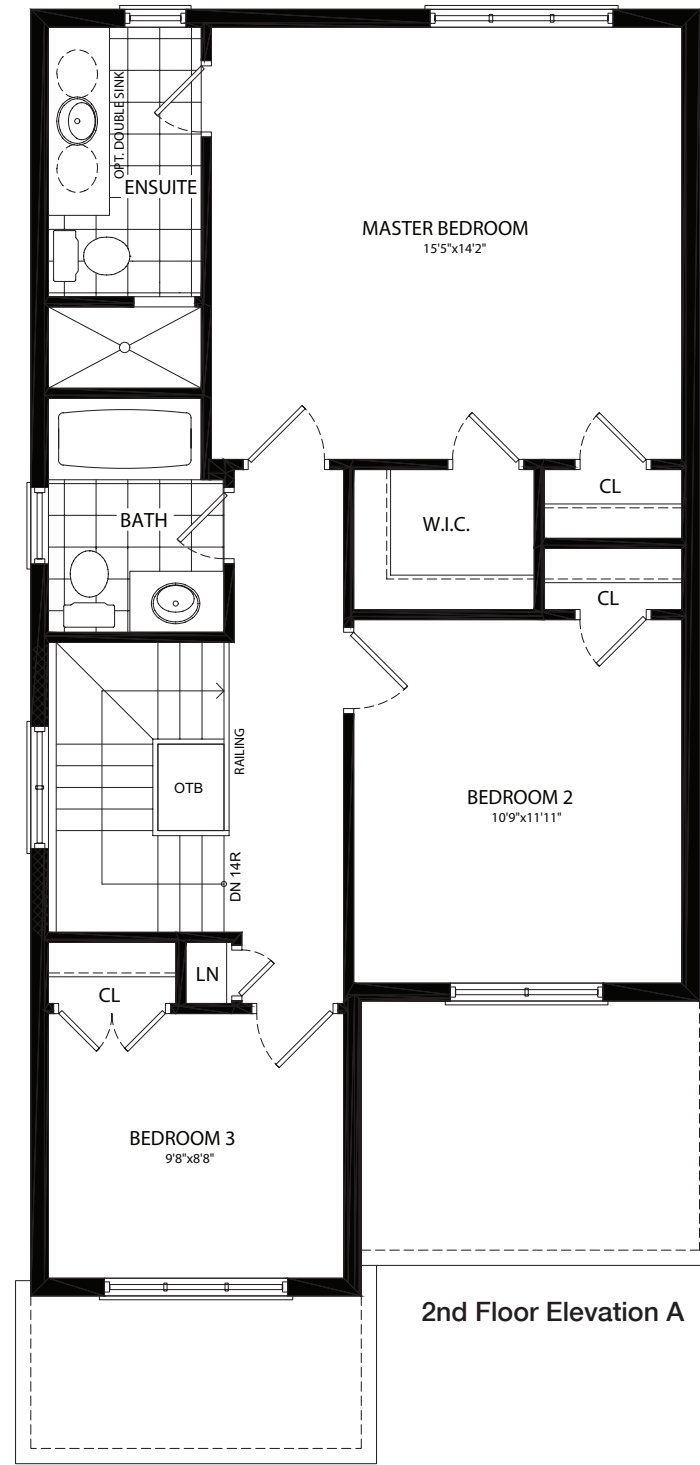 OPT. DOUBLE SINK
ENSUITE
MASTER BEDROOM
15'5"x14'2"
CL
BATH
W.I.C.
CL
RAILING
OTB
BEDROOM 2
10'9"x11'11"
DN 14R
LN
CL
BEDROOM 3
9'8"x8'8"
2nd Floor Elevation A